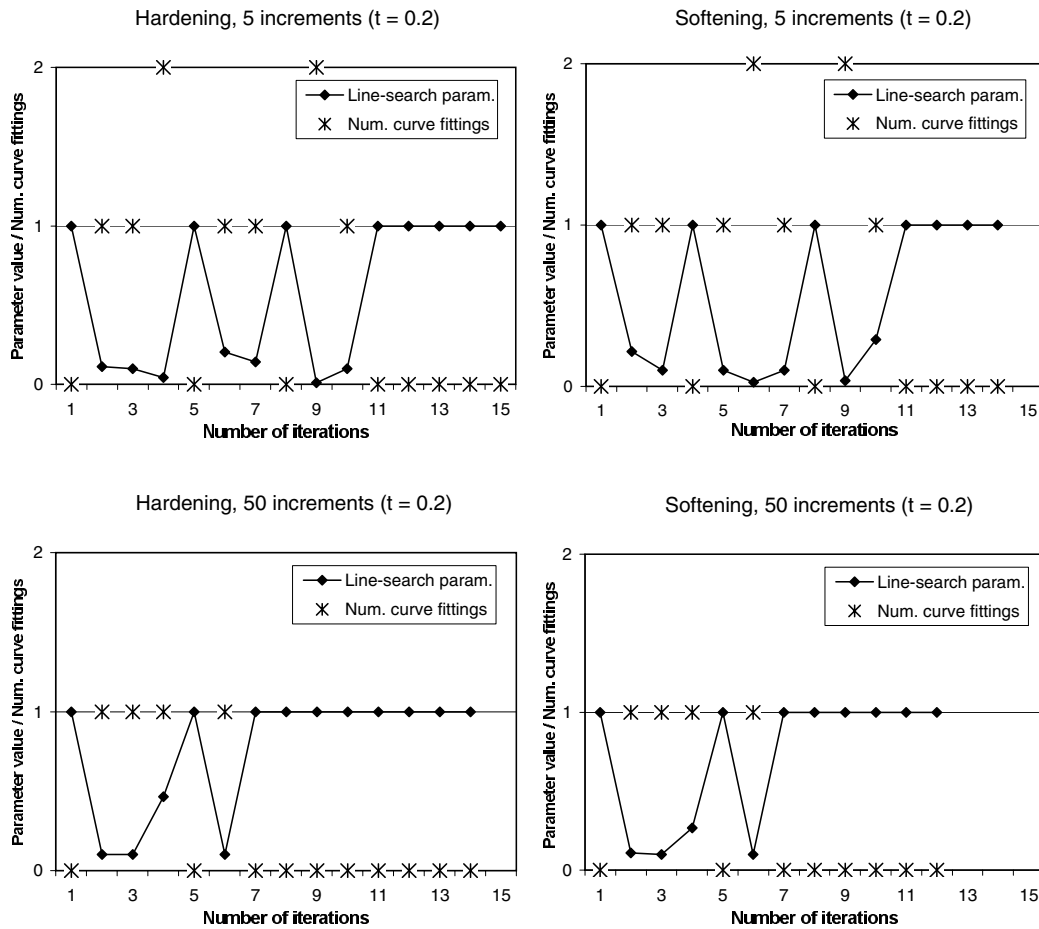 Hardening, 5 increments (t = 0.2)
2
1
0
Parameter value / Num. curve fittings
Line-search param.
Num. curve fittings
1 3 5 7 9 11 13 15
Number of iterations
Softening, 5 increments (t = 0.2)
2
1
0
Parameter value / Num. curve fittings
Line-search param.
Num. curve fittings
1 3 5 7 9 11 13 15
Number of iterations
Hardening, 50 increments (t = 0.2)
2
1
0
Parameter value / Num. curve fittings
Line-search param.
Num. curve fittings
1 3 5 7 9 11 13 15
Number of iterations
Softening, 50 increments (t = 0.2)
2
1
0
Parameter value / Num. curve fittings
Line-search param.
Num. curve fittings
1 3 5 7 9 11 13 15
Number of iterations